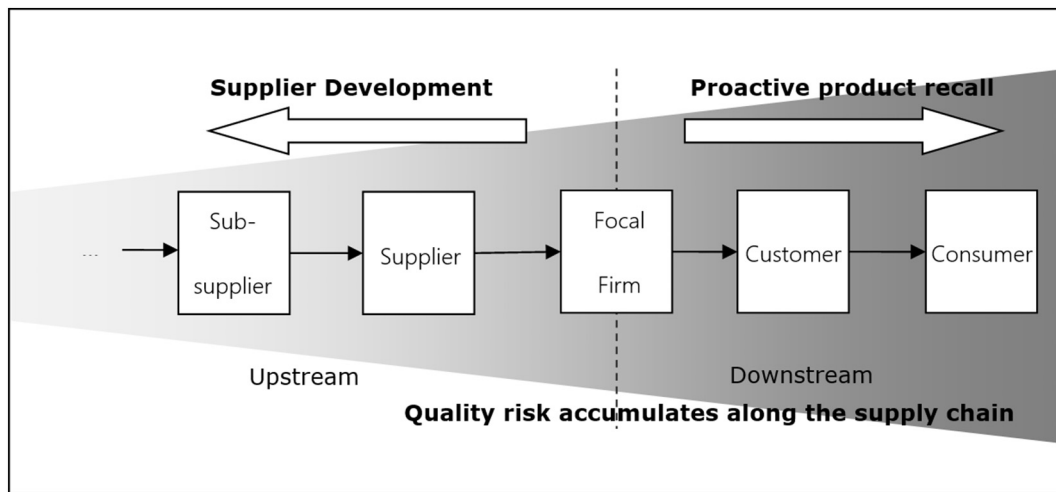 Supplier Development
Proactive product recall
...
Sub-
supplier
Supplier
Focal
Firm
Customer
Consumer
Upstream
Downstream
Quality risk accumulates along the supply chain